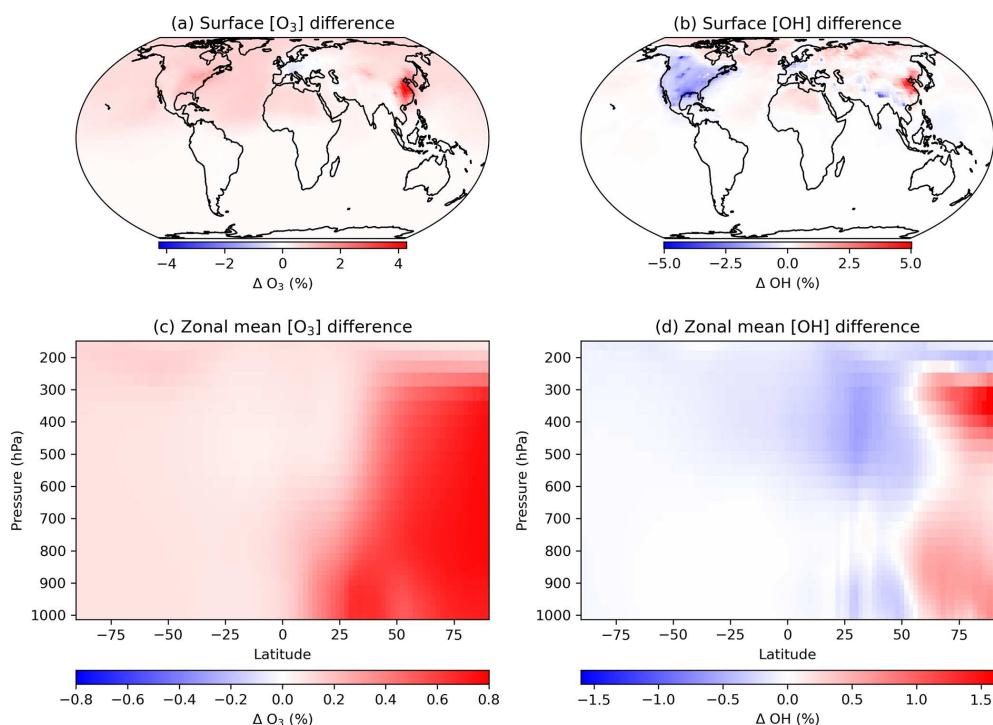 (a) Surface [O₃] difference
(b) Surface [OH] difference
−4 −2 0 2 4
Δ O₃ (%)
−5.0 −2.5 0.0 2.5 5.0
Δ OH (%)
(c) Zonal mean [O₃] difference
(d) Zonal mean [OH] difference
Pressure (hPa)
200
300
400
500
600
700
800
900
1000
−75 −50 −25 0 25 50 75
Latitude
Pressure (hPa)
200
300
400
500
600
700
800
900
1000
−75 −50 −25 0 25 50 75
Latitude
−0.8 −0.6 −0.4 −0.2 0.0 0.2 0.4 0.6 0.8
Δ O₃ (%)
−1.5 −1.0 −0.5 0.0 0.5 1.0 1.5
Δ OH (%)